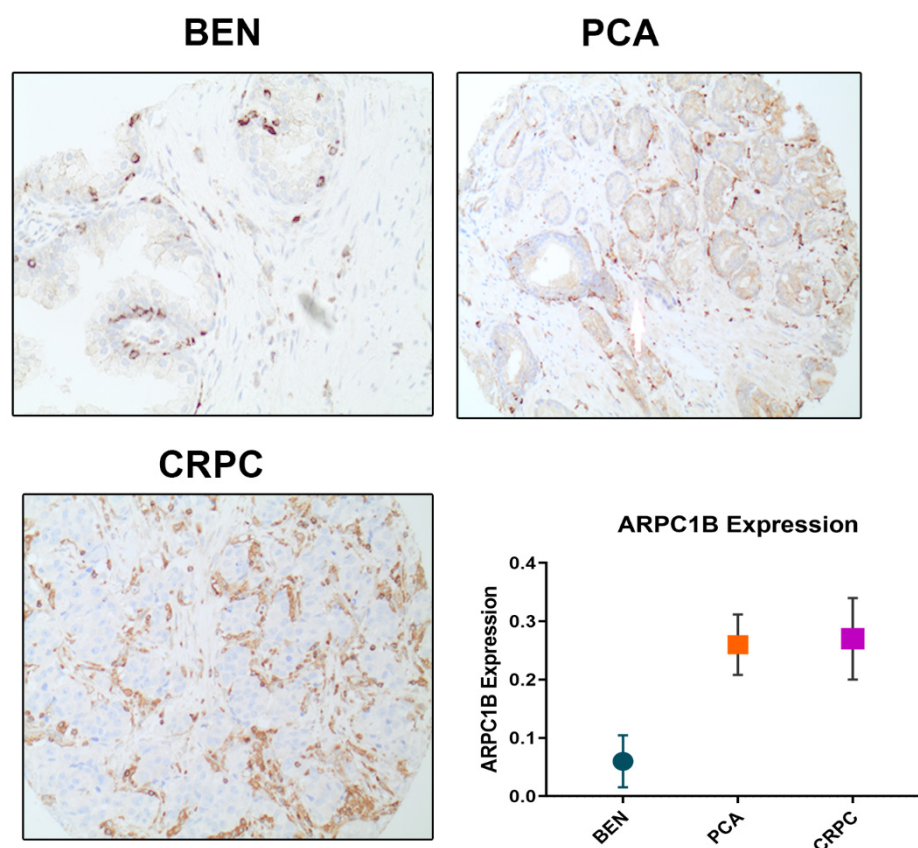 BEN
PCA
CRPC
ARPC1B Expression
ARPC1B Expression
0.4
0.3
0.2
0.1
0.0
BEN
PCA
CRPC